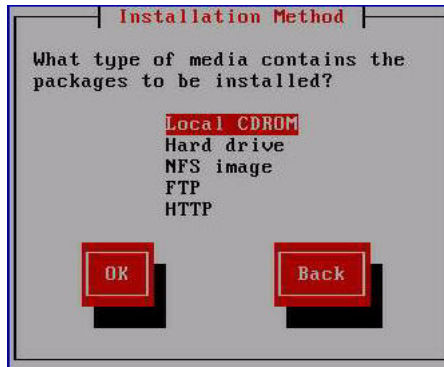 Installation Method
What type of media contains the
packages to be installed?
Local CDROM
Hard drive
NFS image
FTP
HTTP
OK Back